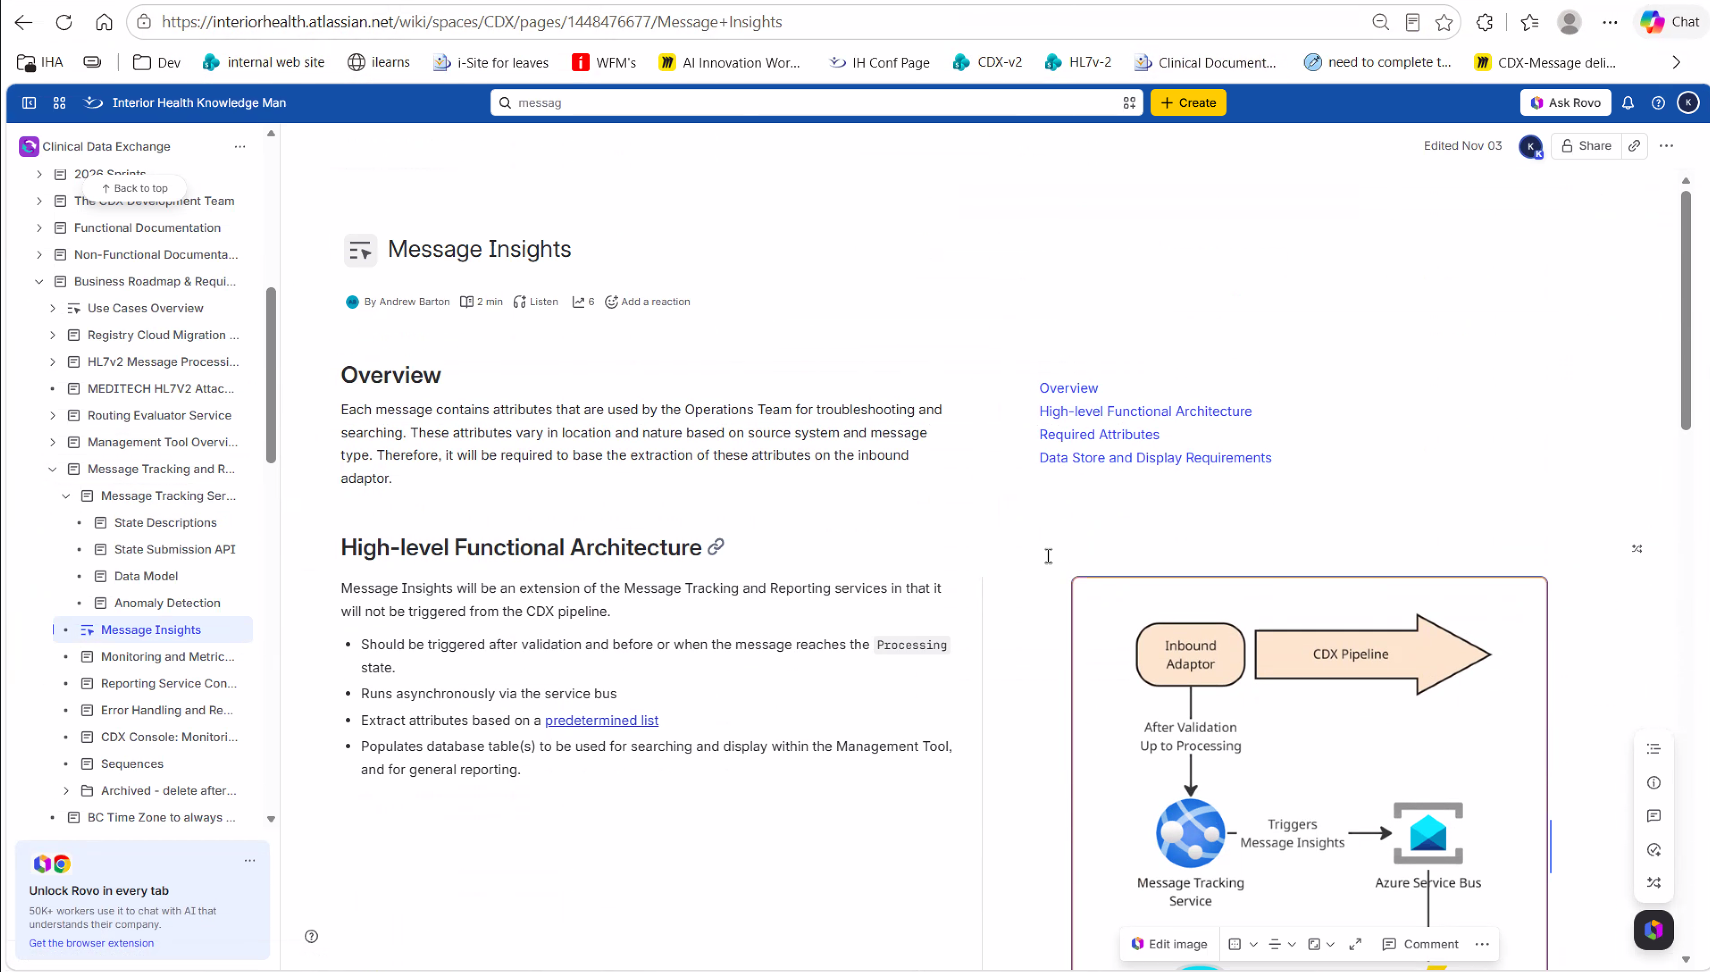 https://interiorhealth.atlassian.net/wiki/spaces/CDX/pages/1448476677/Message+Insights
Chat
IHA
Dev
internal web site
ilearns
i-Site for leaves
WFM's
AI Innovation Wor...
IH Conf Page
CDX-v2
HL7v-2
Clinical Document...
need to complete t...
CDX-Message deli...
Interior Health Knowledge Man
messag
Create
Ask Rovo
K
Clinical Data Exchange
2026 Sprints
Back to top
The CDX Development Team
Functional Documentation
Non-Functional Documenta...
Business Roadmap & Requi...
Use Cases Overview
Registry Cloud Migration ...
HL7v2 Message Processi...
MEDITECH HL7V2 Attac...
Routing Evaluator Service
Management Tool Overvi...
Message Tracking and R...
Message Tracking Ser...
State Descriptions
State Submission API
Data Model
Anomaly Detection
Message Insights
Monitoring and Metric...
Reporting Service Con...
Error Handling and Re...
CDX Console: Monitori...
Sequences
Archived - delete after...
BC Time Zone to always ...
Unlock Rovo in every tab
50K+ workers use it to chat with AI that
understands their company.
Get the browser extension
Edited Nov 03
K
K
Share
Message Insights
By Andrew Barton
2 min
Listen
6
Add a reaction
Overview
Each message contains attributes that are used by the Operations Team for troubleshooting and
searching. These attributes vary in location and nature based on source system and message
type. Therefore, it will be required to base the extraction of these attributes on the inbound
adaptor.
Overview
High-level Functional Architecture
Required Attributes
Data Store and Display Requirements
High-level Functional Architecture
Message Insights will be an extension of the Message Tracking and Reporting services in that it
will not be triggered from the CDX pipeline.
• Should be triggered after validation and before or when the message reaches the Processing
state.
• Runs asynchronously via the service bus
• Extract attributes based on a predetermined list
• Populates database table(s) to be used for searching and display within the Management Tool,
and for general reporting.
Inbound
Adaptor
CDX Pipeline
After Validation
Up to Processing
Triggers
Message Insights
Message Tracking
Service
Azure Service Bus
Edit image
Comment